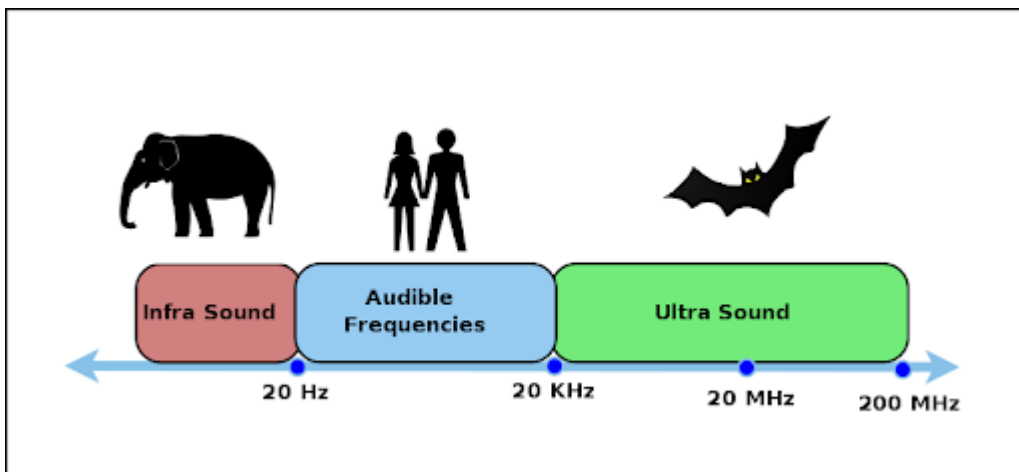 Infra Sound
Audible
Frequencies
Ultra Sound
20 Hz
20 KHz
20 MHz
200 MHz